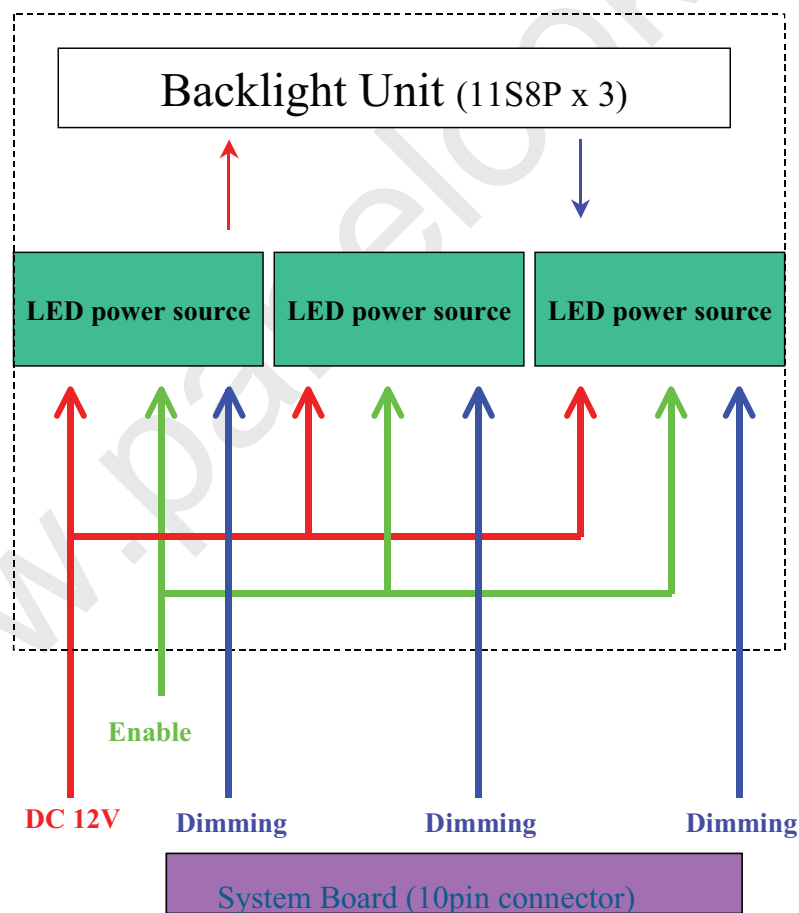 Backlight Unit (11S8P x 3)
LED power source
LED power source
LED power source
Enable
DC 12V
Dimming
Dimming
Dimming
System Board (10pin connector)